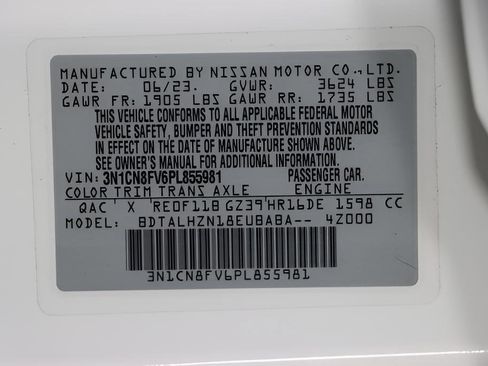 MANUFACTURED BY NISSAN MOTOR CO., LTD.
DATE: 06/23. GVWR: 3624 LBS
GAWR FR: 1905 LBS GAWR RR: 1735 LBS
THIS VEHICLE CONFORMS TO ALL APPLICABLE FEDERAL MOTOR
VEHICLE SAFETY, BUMPER AND THEFT PREVENTION STANDARDS
IN EFFECT ON THE DATE OF MANUFACTURE SHOWN ABOVE.
SEE OWNER'S MANUAL FOR ADDITIONAL INFORMATION.
VIN: 3N1CN8FV6PL855981 PASSENGER CAR.
COLOR TRIM TRANS AXLE ENGINE
QAC' X 'RE0F11B GZ39'HR16DE 1598 CC
MODEL: BDTALHZN18EUBABA-- 4Z000
3N1CN8FV6PL855981